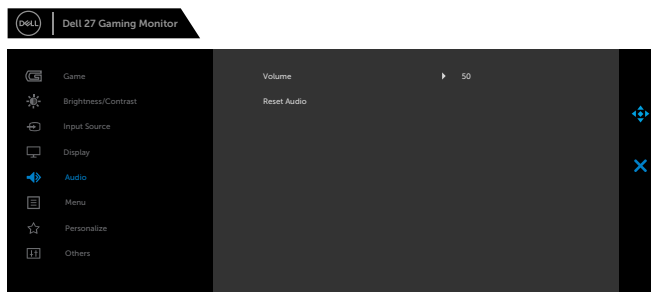 DELL
Dell 27 Gaming Monitor
Game
Volume 50
Brightness/Contrast
Reset Audio
Input Source
Display
Audio
Menu
Personalize
Others